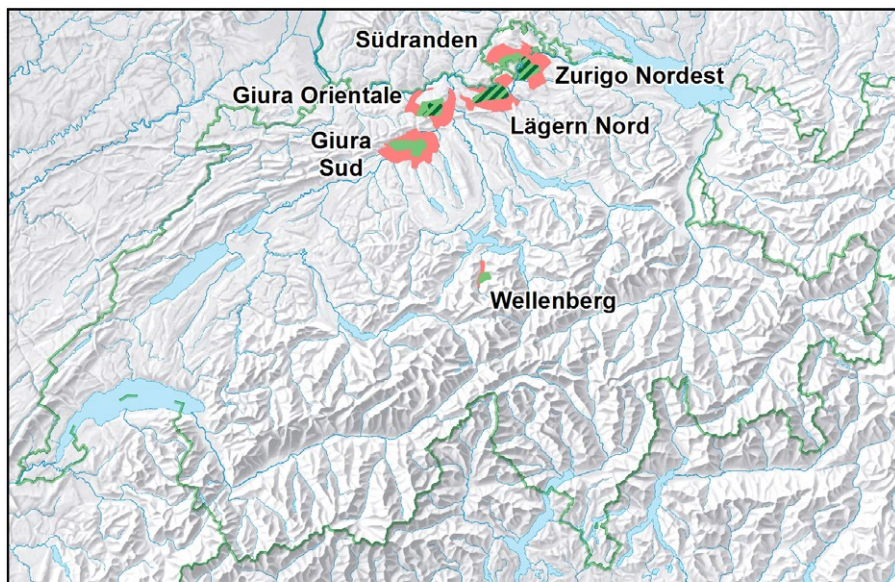 Südranden
Zurigo Nordest
Giura Orientale
Lägern Nord
Giura
Sud
Wellenberg